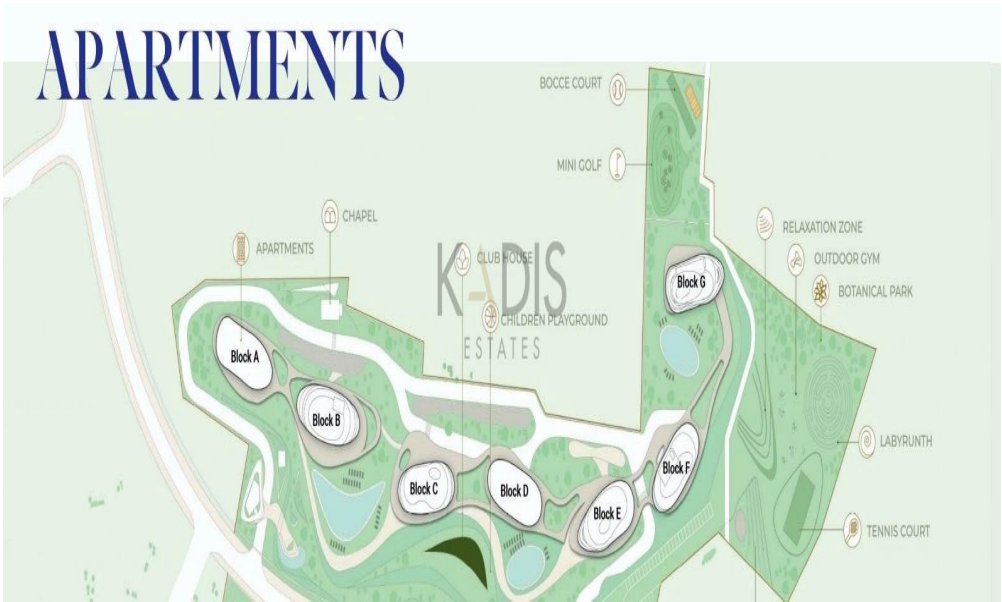 APARTMENTS
BOCCE COURT
MINI GOLF
CHAPEL
RELAXATION ZONE
APARTMENTS
CLUB HOUSE
OUTDOOR GYM
KADIS
ESTATES
Block G
BOTANICAL PARK
CHILDREN PLAYGROUND
Block A
Block B
LABYRUNTH
Block F
Block C
Block D
Block E
TENNIS COURT